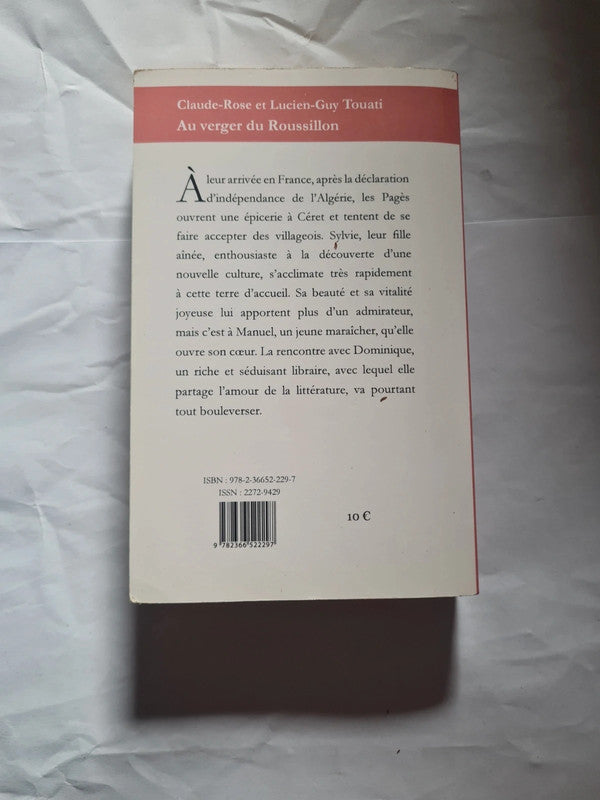 Claude-Rose et Lucien-Guy Touati
Au verger du Roussillon
À leur arrivée en France, après la déclaration
d'indépendance de l'Algérie, les Pagès
ouvrent une épicerie à Céret et tentent de se
faire accepter des villageois. Sylvie, leur fille
aînée, enthousiaste à la découverte d'une
nouvelle culture, s'acclimate très rapidement
à cette terre d'accueil. Sa beauté et sa vitalité
joyeuse lui apportent plus d'un admirateur,
mais c'est à Manuel, un jeune maraîcher, qu'elle
ouvre son cœur. La rencontre avec Dominique,
un riche et séduisant libraire, avec lequel elle
partage l'amour de la littérature, va pourtant
tout bouleverser.
ISBN : 978-2-36652-229-7
ISSN : 2272-9429
10 €
9 782366 522297